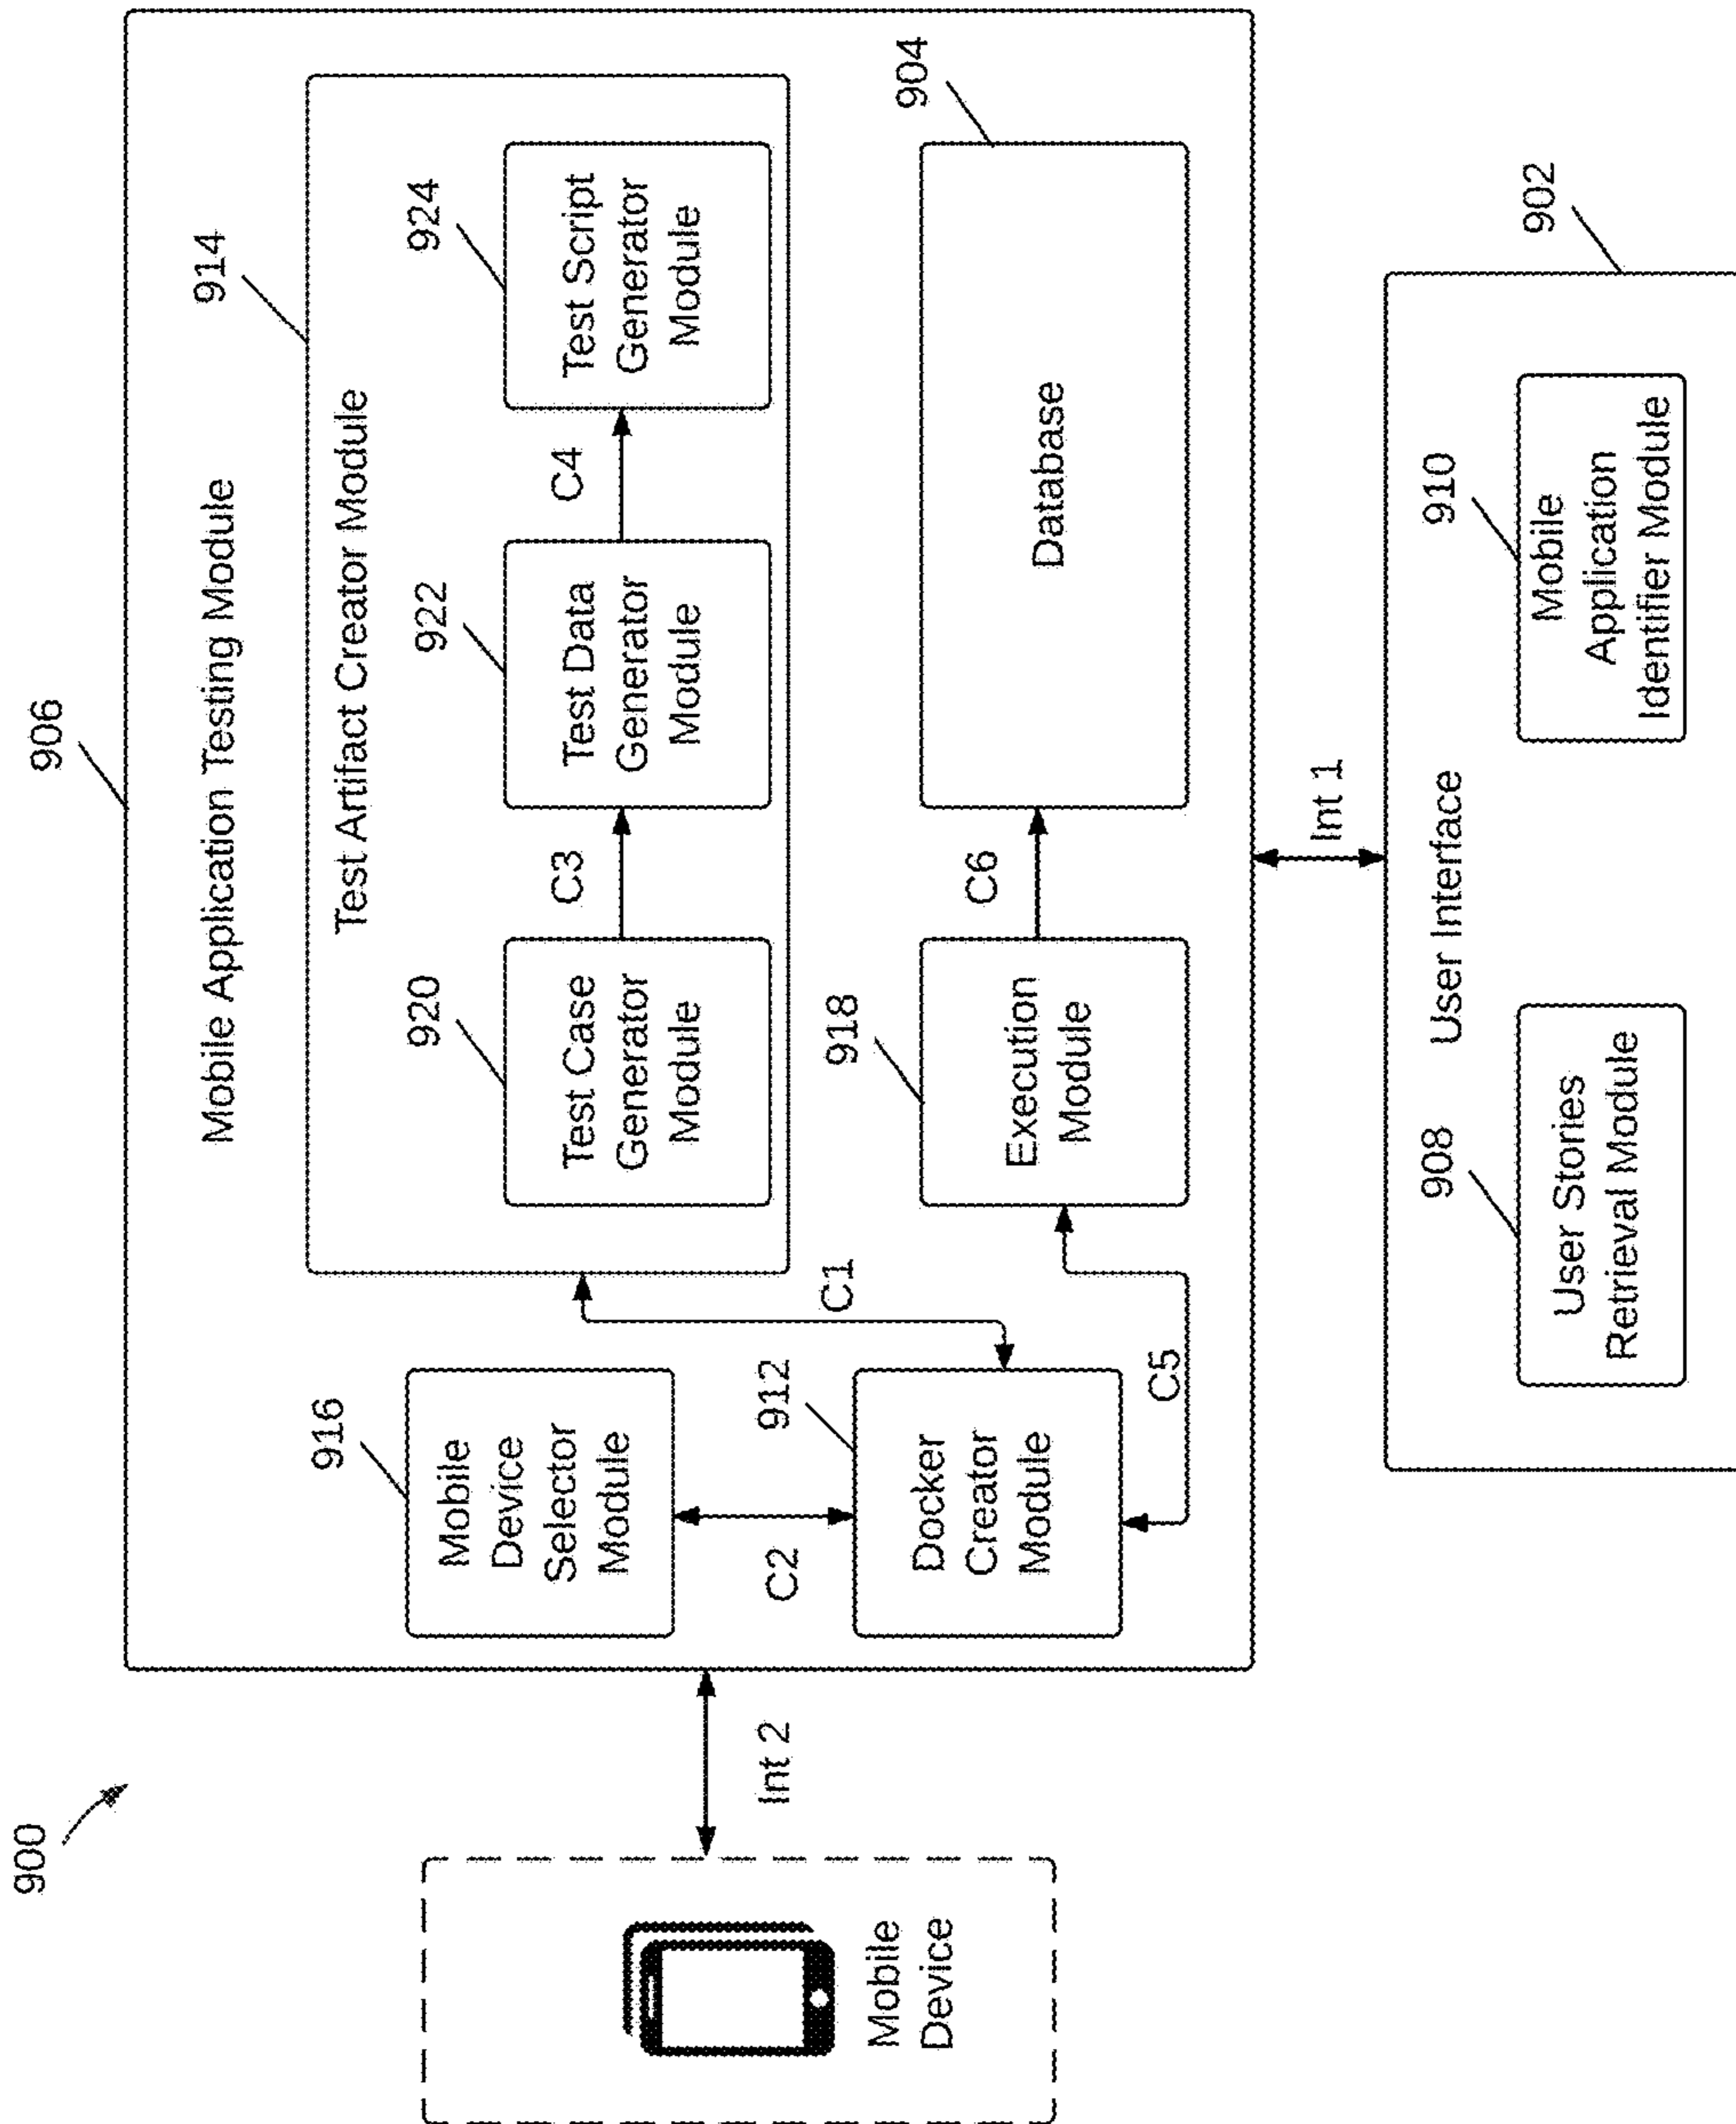 900
906
Mobile Application Testing Module
914
Test Artifact Creator Module
916
Mobile
Device
Selector
Module
920
Test Case
Generator
Module
C3
922
Test Data
Generator
Module
C4
924
Test Script
Generator
Module
Int 2
Mobile
Device
C2
C1
912
Docker
Creator
Module
C5
918
Execution
Module
C6
904
Database
Int 1
902
User Interface
908
User Stories
Retrieval Module
910
Mobile
Application
Identifier Module